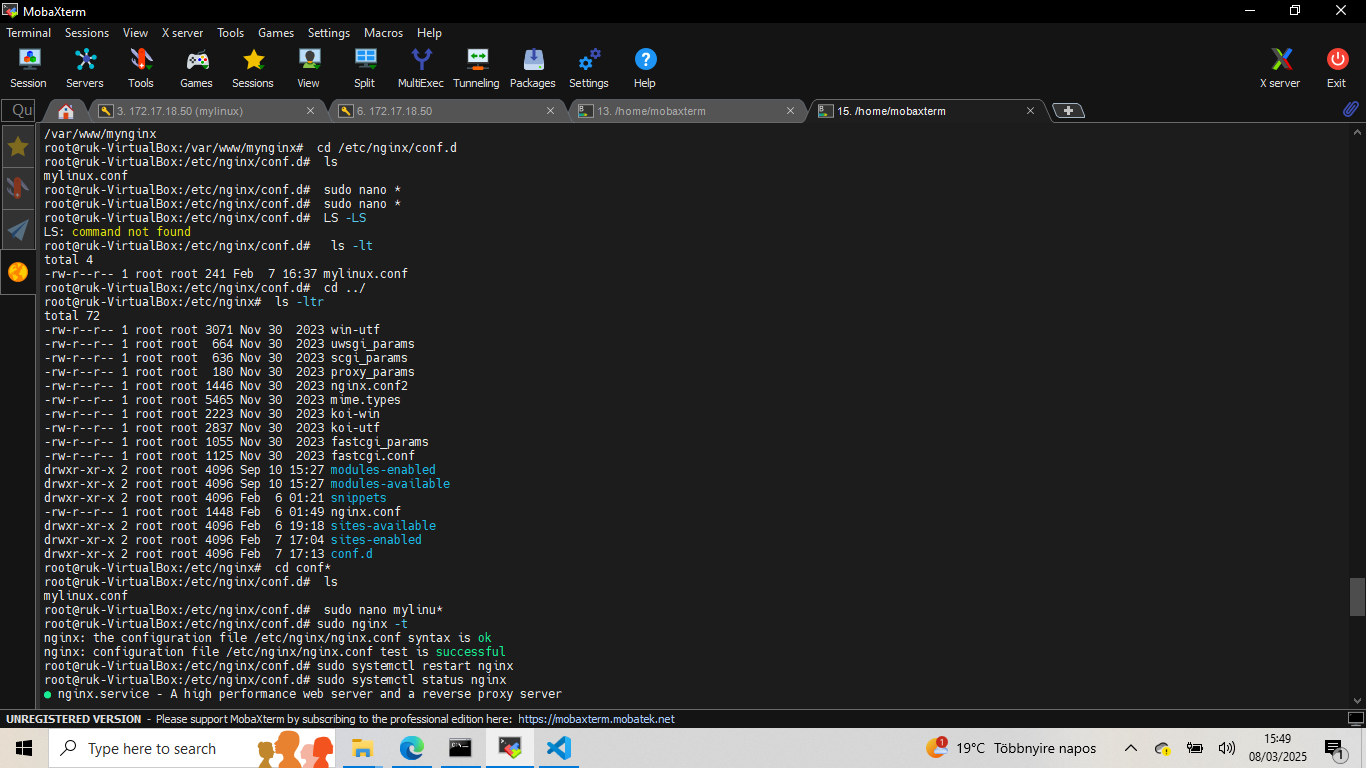 MobaXterm
Terminal Sessions View X server Tools Games Settings Macros Help
Session Servers Tools Games Sessions View Split MultiExec Tunneling Packages Settings Help X server Exit
Qu 3. 172.17.18.50 (mylinux) 6. 172.17.18.50 13. /home/mobaxterm 15. /home/mobaxterm
/var/www/mynginx
root@ruk-VirtualBox:/var/www/mynginx#  cd /etc/nginx/conf.d
root@ruk-VirtualBox:/etc/nginx/conf.d#  ls
mylinux.conf
root@ruk-VirtualBox:/etc/nginx/conf.d#  sudo nano *
root@ruk-VirtualBox:/etc/nginx/conf.d#  sudo nano *
root@ruk-VirtualBox:/etc/nginx/conf.d#  LS -LS
LS: command not found
root@ruk-VirtualBox:/etc/nginx/conf.d#   ls -lt
total 4
-rw-r--r-- 1 root root 241 Feb  7 16:37 mylinux.conf
root@ruk-VirtualBox:/etc/nginx/conf.d#  cd ../
root@ruk-VirtualBox:/etc/nginx#  ls -ltr
total 72
-rw-r--r-- 1 root root 3071 Nov 30  2023 win-utf
-rw-r--r-- 1 root root  664 Nov 30  2023 uwsgi_params
-rw-r--r-- 1 root root  636 Nov 30  2023 scgi_params
-rw-r--r-- 1 root root  180 Nov 30  2023 proxy_params
-rw-r--r-- 1 root root 1446 Nov 30  2023 nginx.conf2
-rw-r--r-- 1 root root 5465 Nov 30  2023 mime.types
-rw-r--r-- 1 root root 2223 Nov 30  2023 koi-win
-rw-r--r-- 1 root root 2837 Nov 30  2023 koi-utf
-rw-r--r-- 1 root root 1055 Nov 30  2023 fastcgi_params
-rw-r--r-- 1 root root 1125 Nov 30  2023 fastcgi.conf
drwxr-xr-x 2 root root 4096 Sep 10 15:27 modules-enabled
drwxr-xr-x 2 root root 4096 Sep 10 15:27 modules-available
drwxr-xr-x 2 root root 4096 Feb  6 01:21 snippets
-rw-r--r-- 1 root root 1448 Feb  6 01:49 nginx.conf
drwxr-xr-x 2 root root 4096 Feb  6 19:18 sites-available
drwxr-xr-x 2 root root 4096 Feb  7 17:04 sites-enabled
drwxr-xr-x 2 root root 4096 Feb  7 17:13 conf.d
root@ruk-VirtualBox:/etc/nginx#  cd conf*
root@ruk-VirtualBox:/etc/nginx/conf.d#  ls
mylinux.conf
root@ruk-VirtualBox:/etc/nginx/conf.d#  sudo nano mylinu*
root@ruk-VirtualBox:/etc/nginx/conf.d# sudo nginx -t
nginx: the configuration file /etc/nginx/nginx.conf syntax is ok
nginx: configuration file /etc/nginx/nginx.conf test is successful
root@ruk-VirtualBox:/etc/nginx/conf.d# sudo systemctl restart nginx
root@ruk-VirtualBox:/etc/nginx/conf.d# sudo systemctl status nginx
● nginx.service - A high performance web server and a reverse proxy server
UNREGISTERED VERSION - Please support MobaXterm by subscribing to the professional edition here: https://mobaxterm.mobatek.net
Type here to search 1 19°C Többnyire napos 15:49
08/03/2025 1